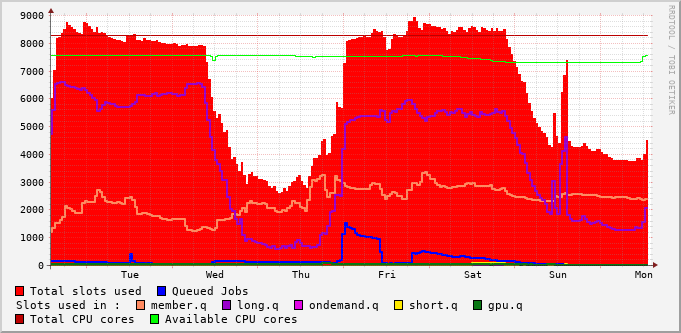 9000
8000
7000
6000
5000
4000
3000
2000
1000
0
Tue Wed Thu Fri Sat Sun Mon
RRDTOOL / TOBI OETIKER
Total slots used Queued Jobs
Slots used in : member.q long.q ondemand.q short.q gpu.q
Total CPU cores Available CPU cores